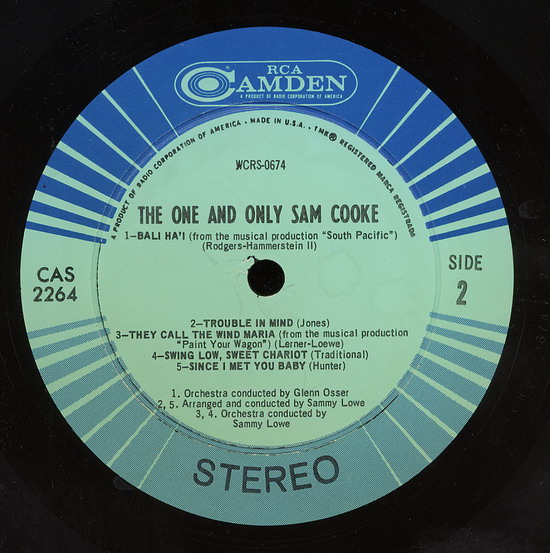 RCA
CAMDEN
®
A PRODUCT OF RADIO CORPORATION OF AMERICA
A PRODUCT OF RADIO CORPORATION OF AMERICA • MADE IN U.S.A. • TMK® REGISTERED MARCA REGISTRADA
WCRS-0674
THE ONE AND ONLY SAM COOKE
1—BALI HA'I (from the musical production "South Pacific")
(Rodgers-Hammerstein II)
CAS
2264
SIDE
2
2—TROUBLE IN MIND (Jones)
3—THEY CALL THE WIND MARIA (from the musical production
"Paint Your Wagon") (Lerner-Loewe)
4—SWING LOW, SWEET CHARIOT (Traditional)
5—SINCE I MET YOU BABY (Hunter)
1. Orchestra conducted by Glenn Osser
2, 5. Arranged and conducted by Sammy Lowe
3, 4. Orchestra conducted by
Sammy Lowe
STEREO